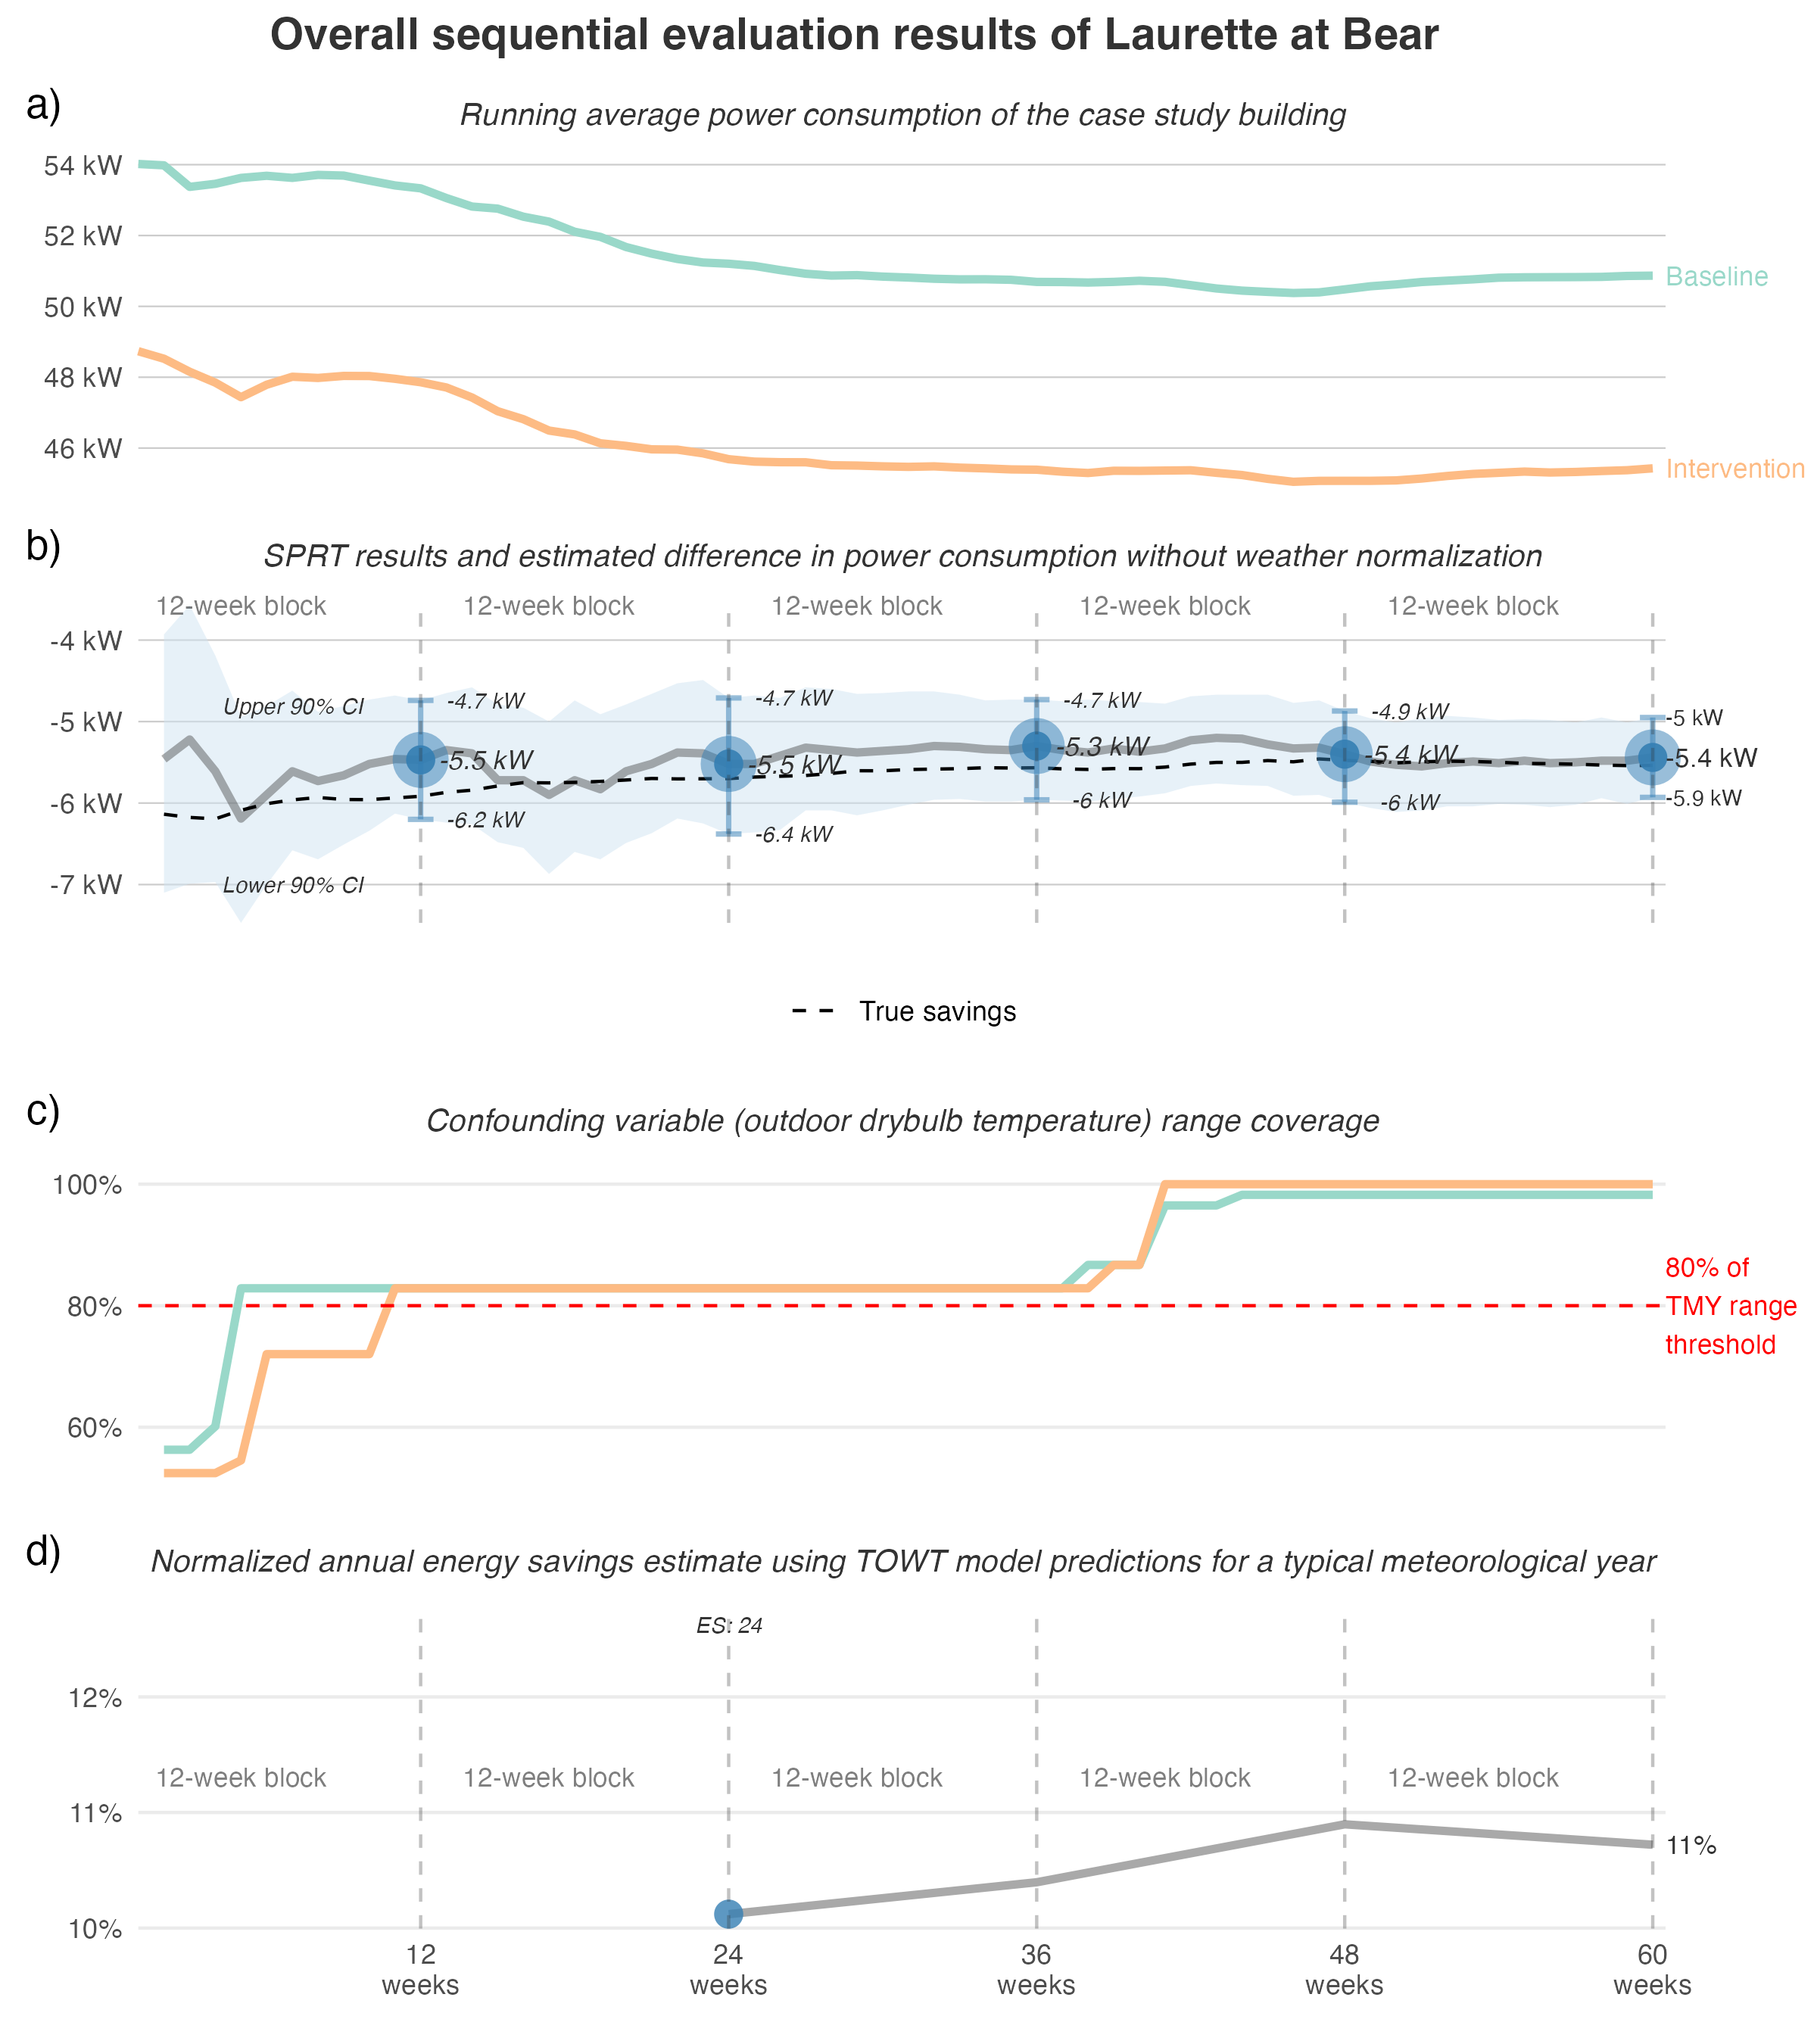 Overall sequential evaluation results of Laurette at Bear
a)
Running average power consumption of the case study building
54 kW
52 kW
50 kW
48 kW
46 kW
Baseline
Intervention
b)
SPRT results and estimated difference in power consumption without weather normalization
12-week block 12-week block 12-week block 12-week block 12-week block
-4 kW
-5 kW
-6 kW
-7 kW
Upper 90% CI
Lower 90% CI
-4.7 kW
-5.5 kW
-6.2 kW
-4.7 kW
-5.5 kW
-6.4 kW
-4.7 kW
-5.3 kW
-6 kW
-4.9 kW
-5.4 kW
-6 kW
-5 kW
-5.4 kW
-5.9 kW
True savings
c)
Confounding variable (outdoor drybulb temperature) range coverage
100%
80%
60%
80% of
TMY range
threshold
d)
Normalized annual energy savings estimate using TOWT model predictions for a typical meteorological year
ES: 24
12%
11%
10%
12-week block 12-week block 12-week block 12-week block 12-week block
11%
12 24 36 48 60
weeks weeks weeks weeks weeks